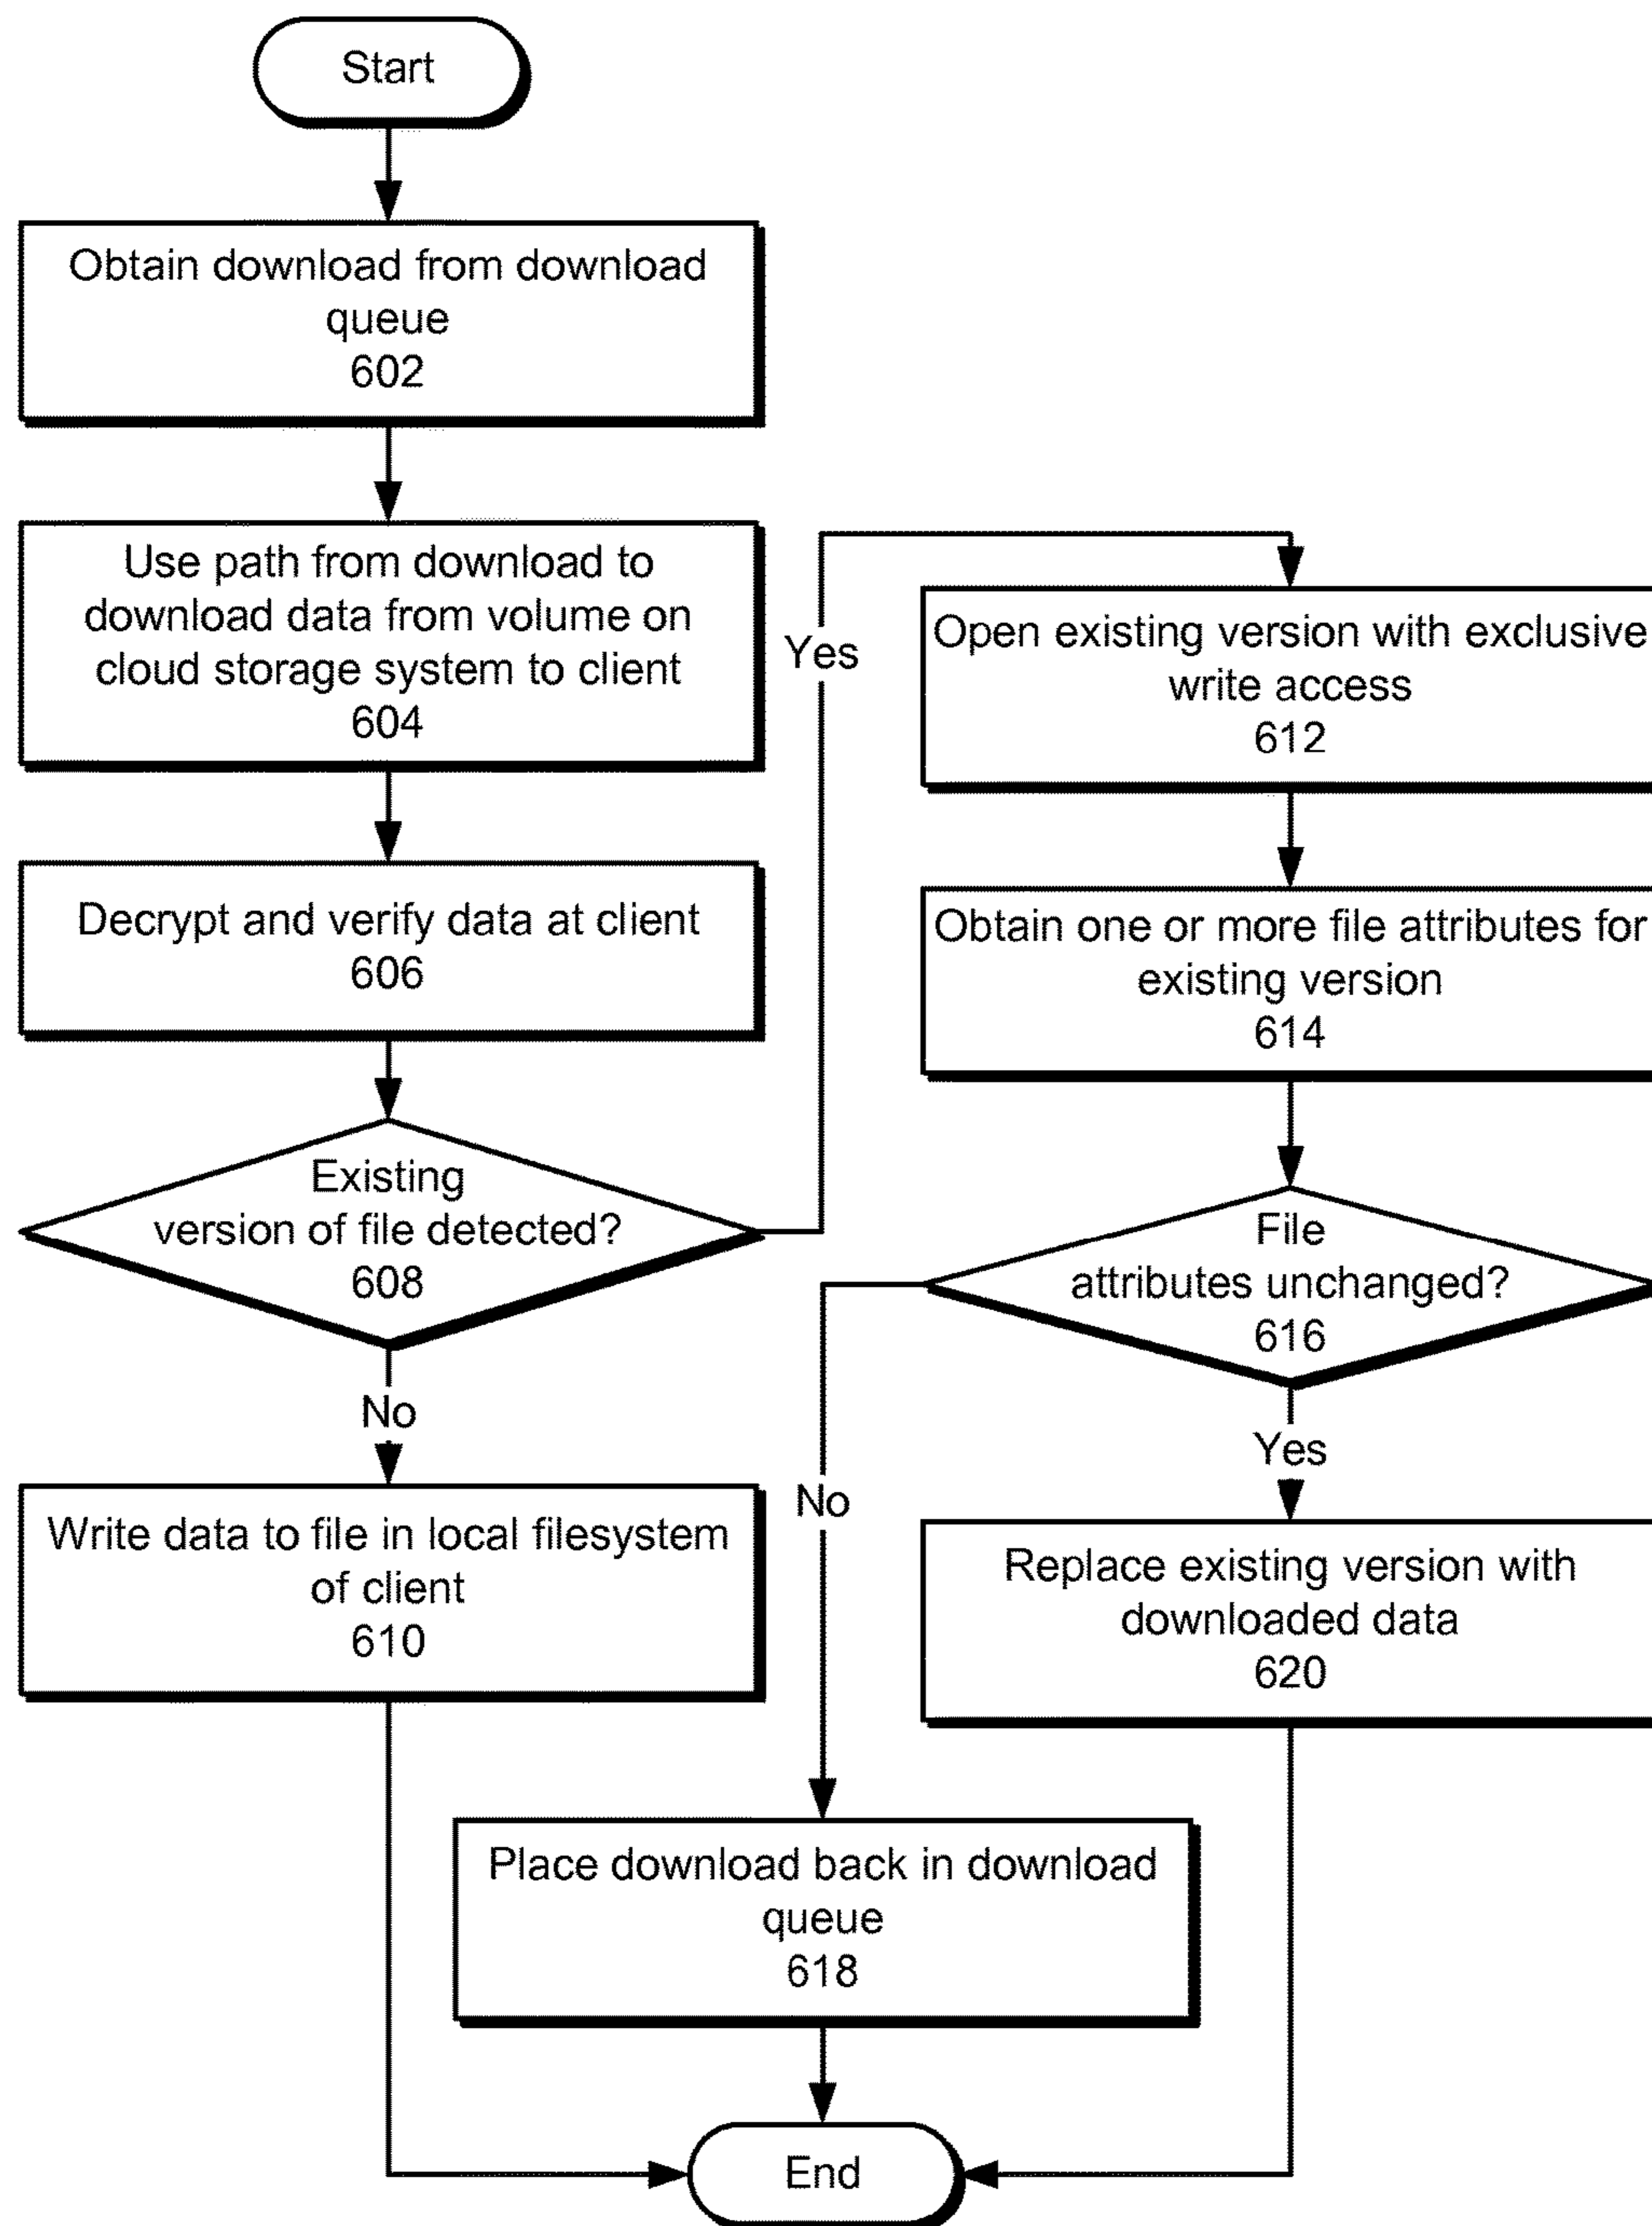 Start
Obtain download from download
queue
602
Use path from download to
download data from volume on
cloud storage system to client
604
Decrypt and verify data at client
606
Existing
version of file detected?
608
No
Write data to file in local filesystem
of client
610
Yes
Open existing version with exclusive
write access
612
Obtain one or more file attributes for
existing version
614
File
attributes unchanged?
616
No
Yes
Replace existing version with
downloaded data
620
Place download back in download
queue
618
End